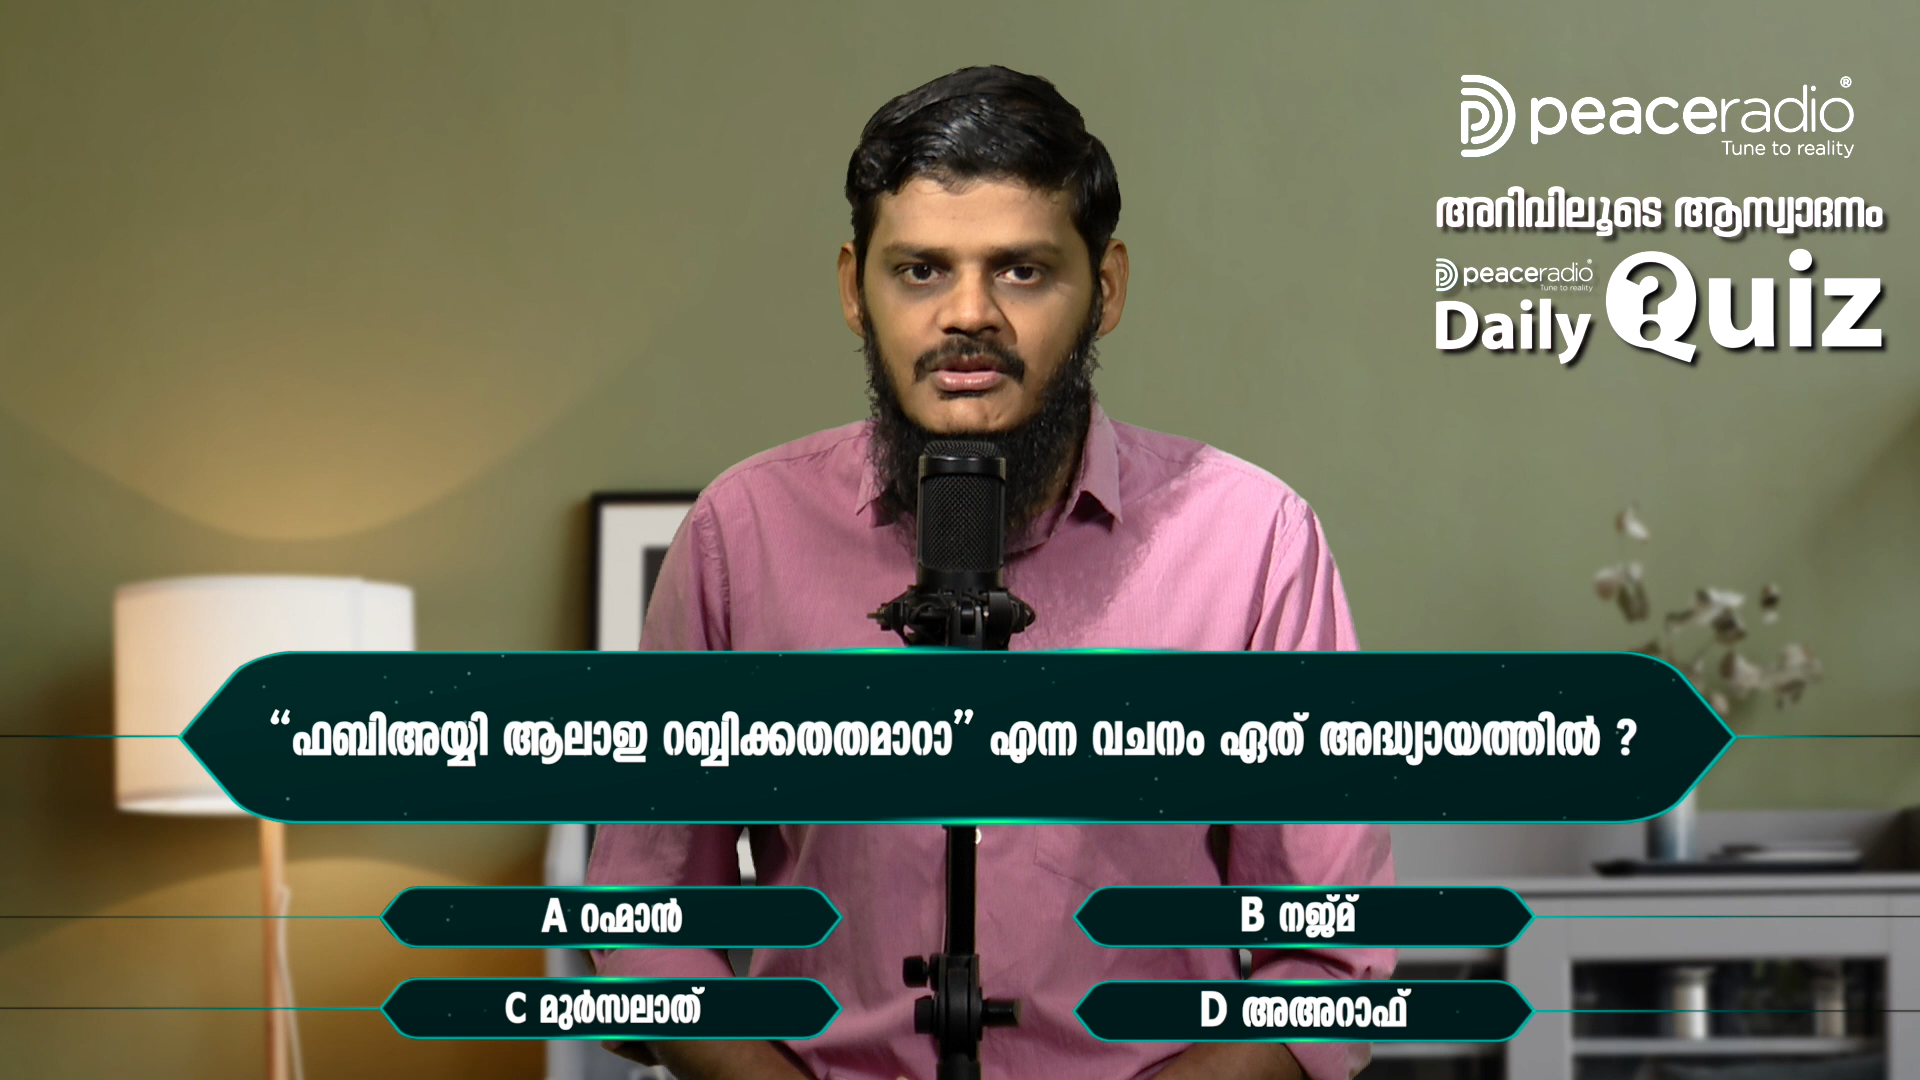 peaceradio®
Tune to reality
അറിവിലൂടെ ആസ്വാദനം
peaceradio®
Tune to reality
Daily Quiz
“ഫബിഅയ്യി ആലാഇ റബ്ബിക്കതതമാറാ” എന്ന വചനം ഏത് അദ്ധ്യായത്തിൽ ?
A റഹ്മാൻ
B നജ്മ്
C മുർസലാത്
D അഅറാഫ്